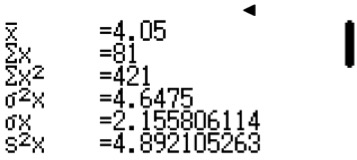 x̄ =4.05
Σx =81
Σx² =421
σ²x =4.6475
σx =2.155806114
s²x =4.892105263